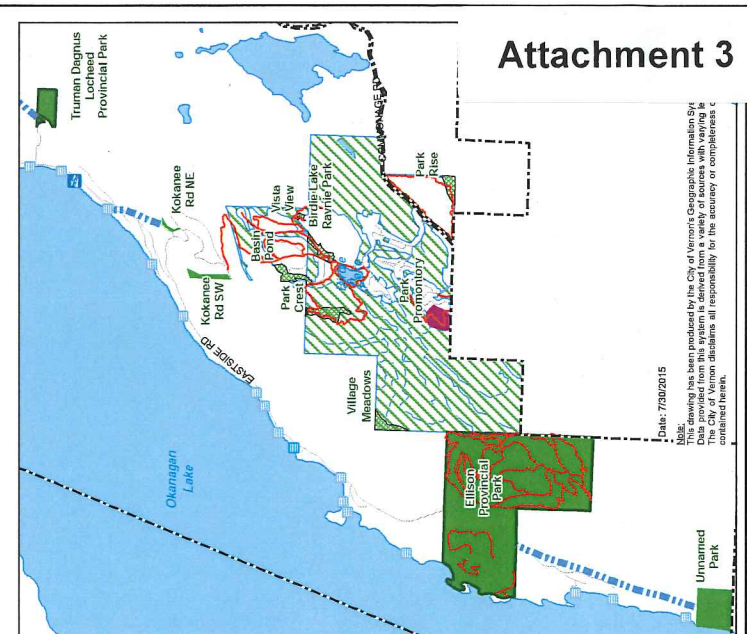 Attachment 3
Truman Dagnus
Locheed
Provincial Park
Kokanee
Rd NE
Kokanee
Rd SW
EASTSIDE RD
Okanagan
Lake
Basin
Pond
Vista
View
Birdie Lake
Ravnie Park
COMMONAGE RD
Park
Rise
Park
Crest
Park
Promontory
Village
Meadows
Ellison
Provincial
Park
Unnamed
Park
Date: 7/30/2015
Note:
This drawing has been produced by the City of Vernon's Geographic Information
Data provided from this system is derived from a variety of sources with varying
The City of Vernon disclaims all responsibility for the accuracy or completeness
contained herein.